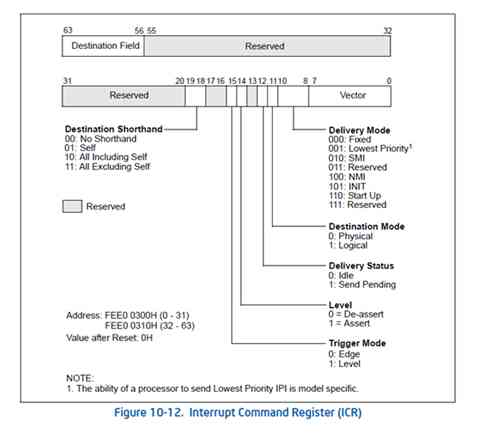 63 56 55 32
Destination Field Reserved
31 20 19 18 17 16 15 14 13 12 11 10 8 7 0
Reserved Vector
Destination Shorthand
00: No Shorthand
01: Self
10: All Including Self
11: All Excluding Self
Reserved
Delivery Mode
000: Fixed
001: Lowest Priority1
010: SMI
011: Reserved
100: NMI
101: INIT
110: Start Up
111: Reserved
Destination Mode
0: Physical
1: Logical
Delivery Status
0: Idle
1: Send Pending
Level
0 = De-assert
1 = Assert
Trigger Mode
0: Edge
1: Level
Address: FEE0 0300H (0 - 31)
FEE0 0310H (32 - 63)
Value after Reset: 0H
NOTE:
1. The ability of a processor to send Lowest Priority IPI is model specific.
Figure 10-12. Interrupt Command Register (ICR)